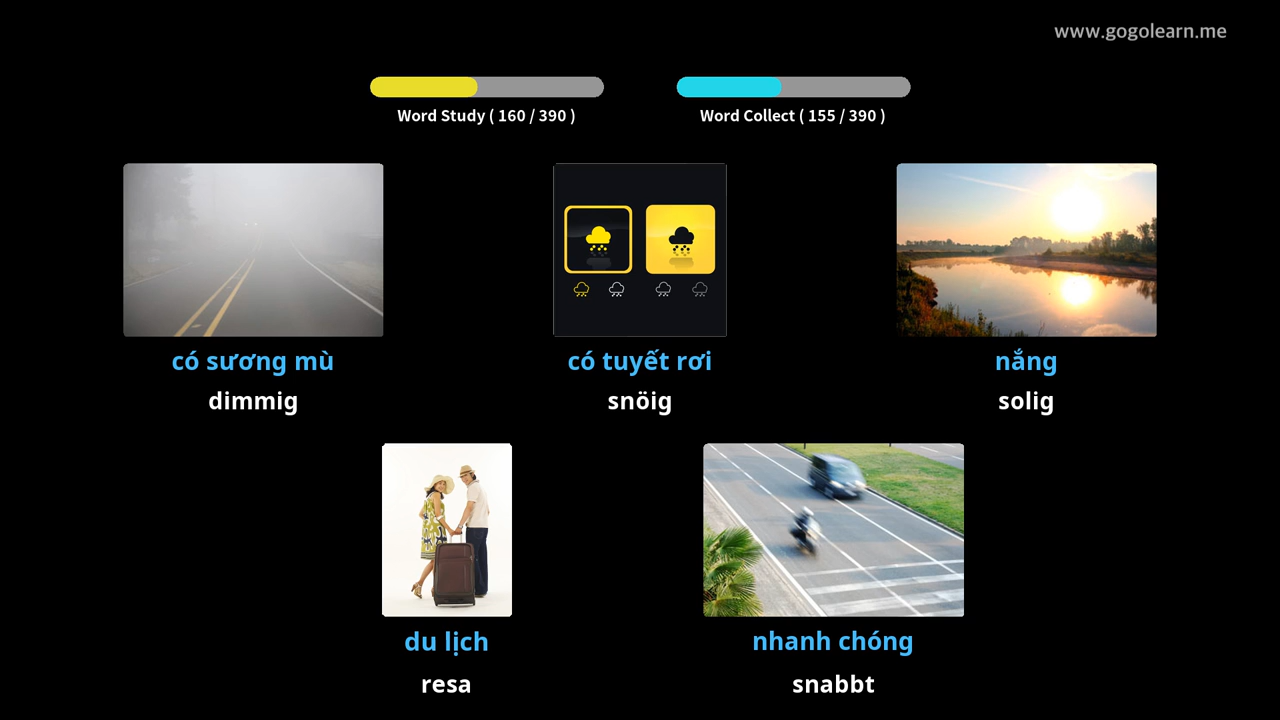 www.gogolearn.me
Word Study ( 160 / 390 )
Word Collect ( 155 / 390 )
có sương mù
dimmig
có tuyết rơi
snöig
nắng
solig
du lịch
resa
nhanh chóng
snabbt